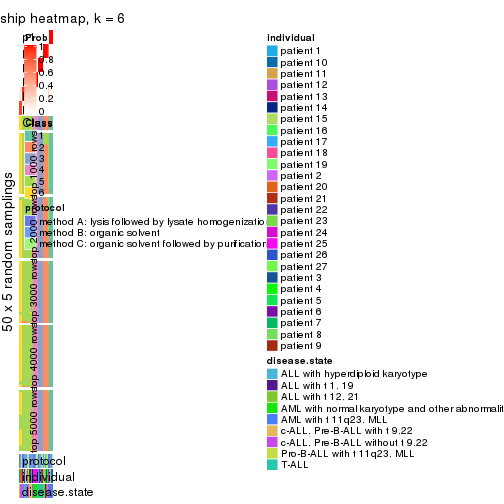 ship heatmap, k = 6
Prob
1
0.8
0.6
0.4
0.2
0
Class
1
2
3
4
5
6
protocol
method A: lysis followed by lysate homogenizatio
method B: organic solvent
method C: organic solvent followed by purification
50 x 5 random samplings
top 1000 rows
top 2000 rows
top 3000 rows
top 4000 rows
top 5000 rows
protocol
individual
disease.state
individual
patient 1
patient 10
patient 11
patient 12
patient 13
patient 14
patient 15
patient 16
patient 17
patient 18
patient 19
patient 2
patient 20
patient 21
patient 22
patient 23
patient 24
patient 25
patient 26
patient 27
patient 3
patient 4
patient 5
patient 6
patient 7
patient 8
patient 9
disease.state
ALL with hyperdiploid karyotype
ALL with t1, 19
ALL with t12, 21
AML with normal karyotype and other abnormalit
AML with t11q23, MLL
c-ALL, Pre-B-ALL with t9,22
c-ALL, Pre-B-ALL without t9,22
Pro-B-ALL with t11q23, MLL
T-ALL